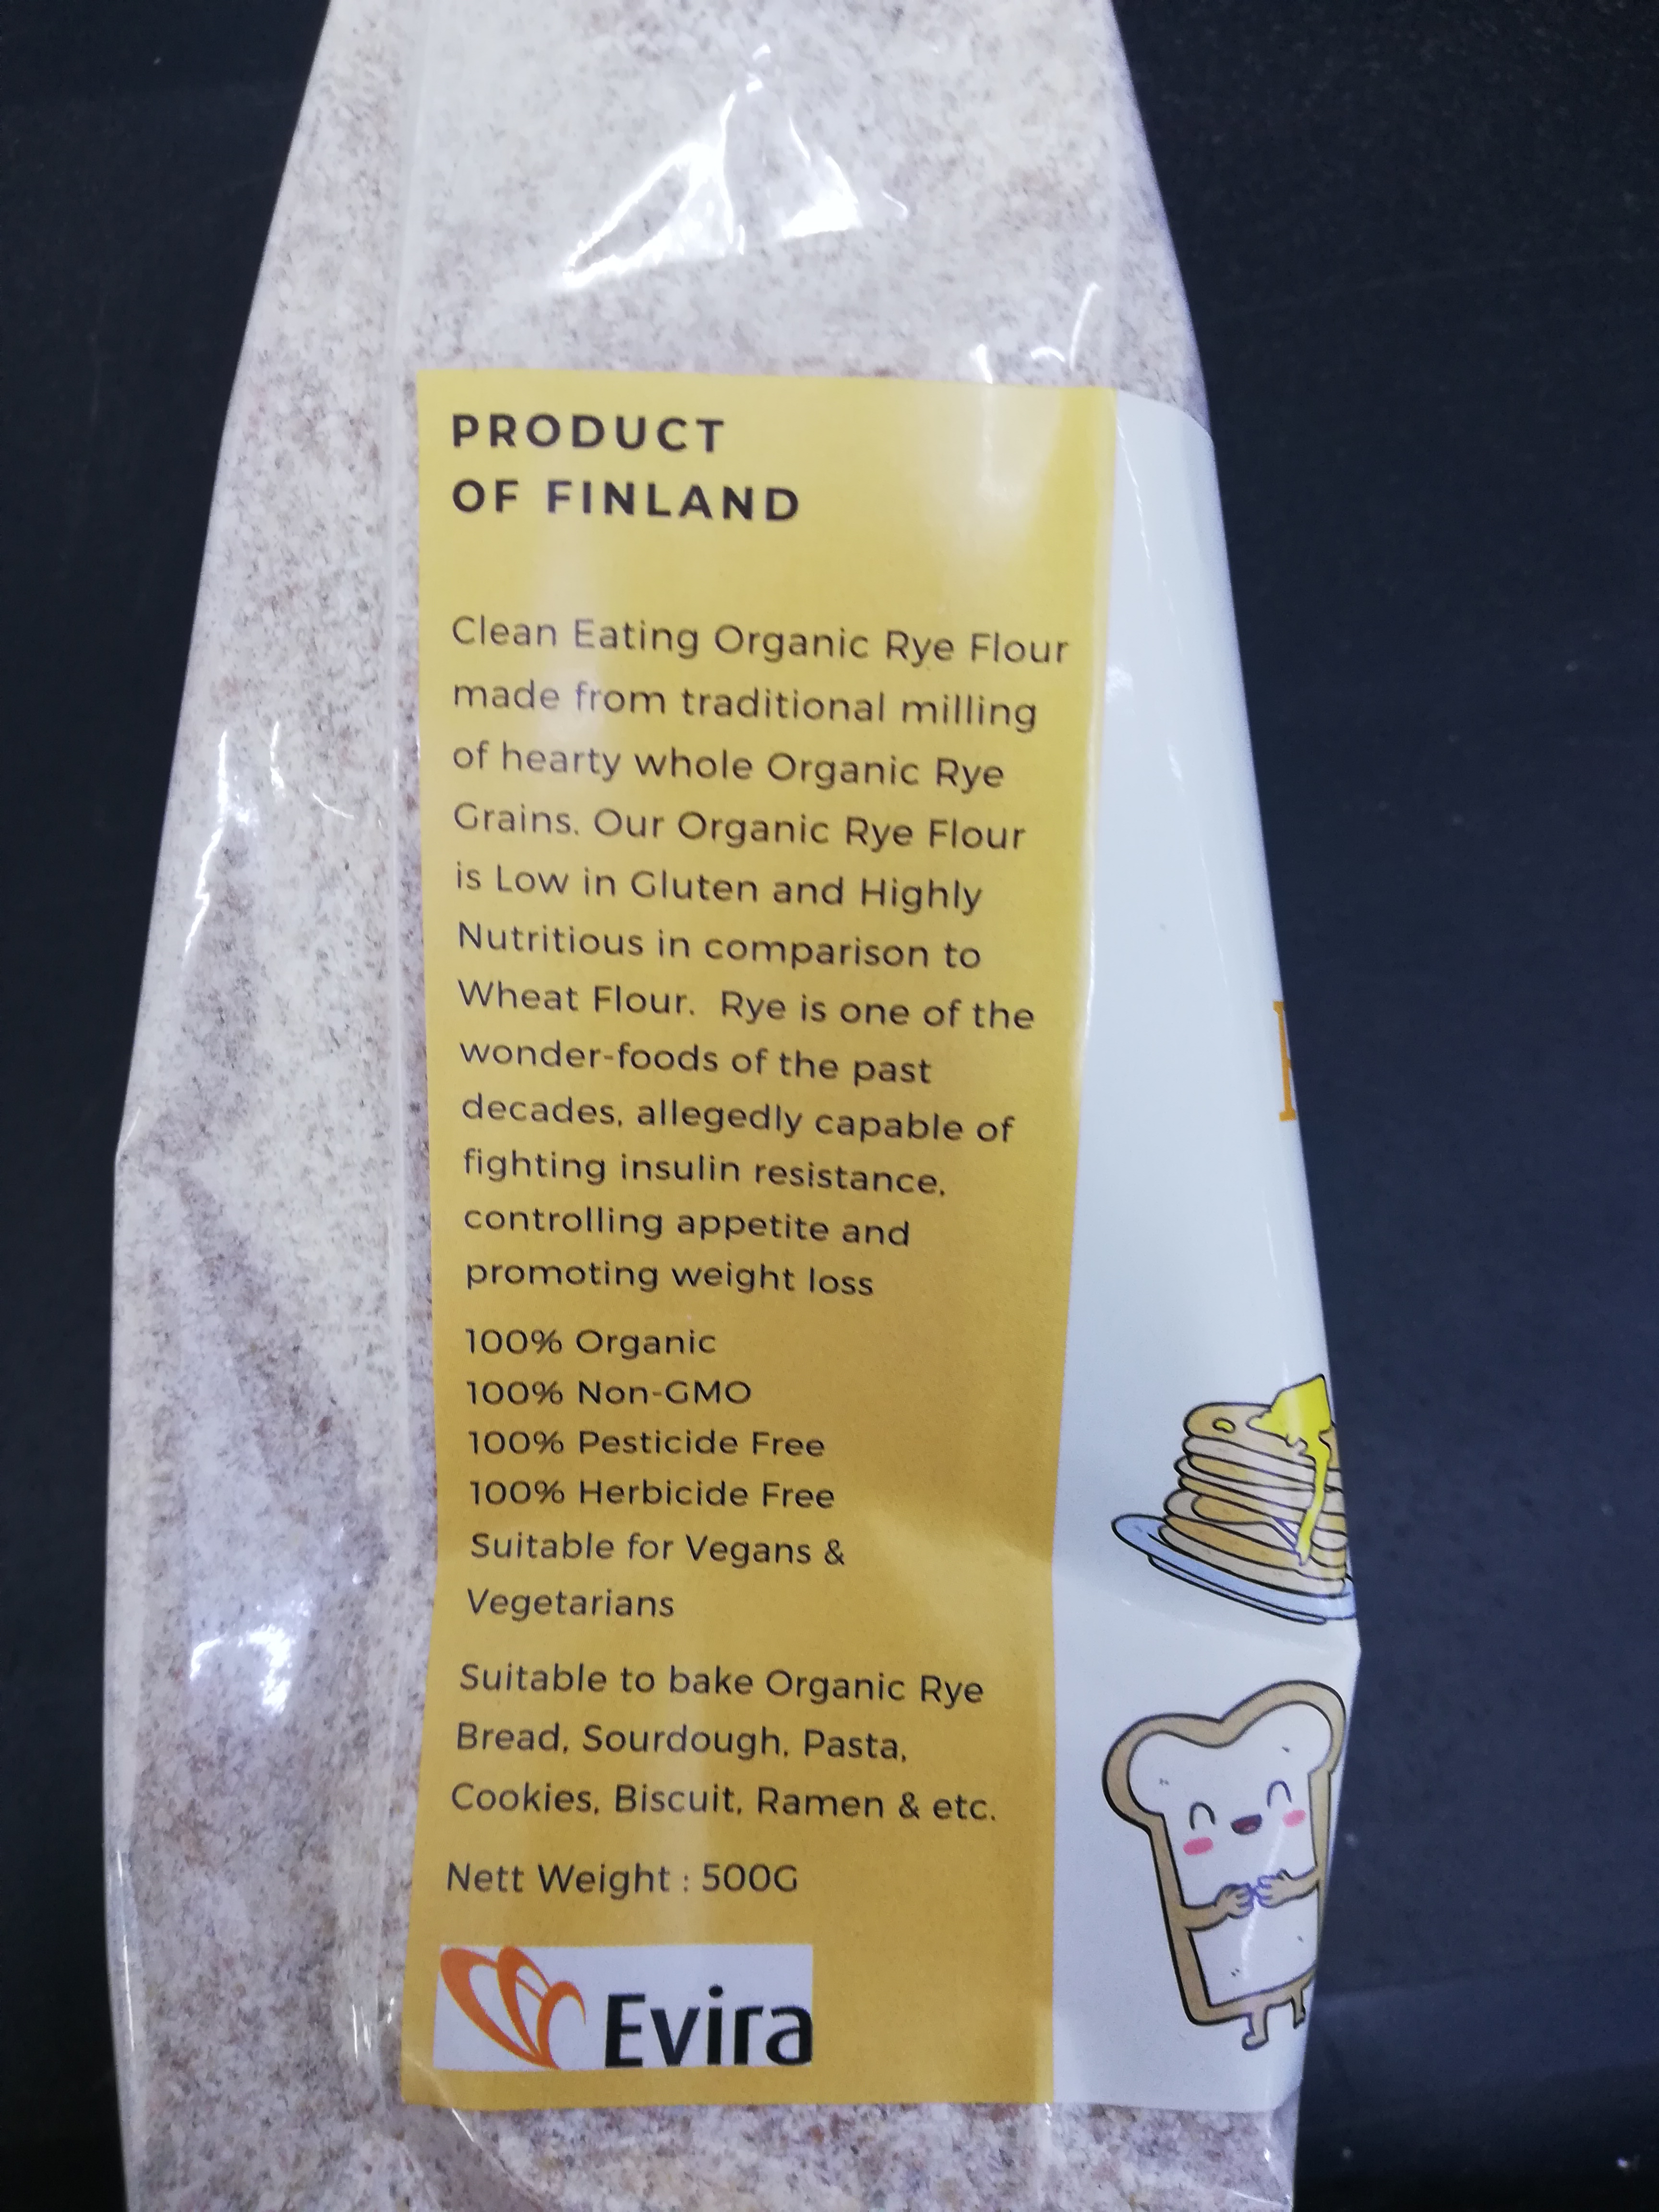 PRODUCT
OF FINLAND
Clean Eating Organic Rye Flour
made from traditional milling
of hearty whole Organic Rye
Grains. Our Organic Rye Flour
is Low in Gluten and Highly
Nutritious in comparison to
Wheat Flour. Rye is one of the
wonder-foods of the past
decades, allegedly capable of
fighting insulin resistance,
controlling appetite and
promoting weight loss
100% Organic
100% Non-GMO
100% Pesticide Free
100% Herbicide Free
Suitable for Vegans &
Vegetarians
Suitable to bake Organic Rye
Bread, Sourdough, Pasta,
Cookies, Biscuit, Ramen & etc.
Nett Weight : 500G
Evira